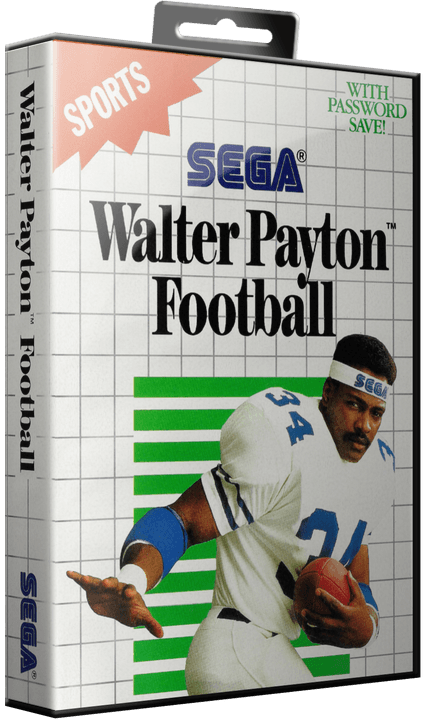 SPORTS
WITH
PASSWORD
SAVE!
SEGA®
Walter Payton™
Football
SEGA
34
34
Walter Payton™ Football
SEGA®